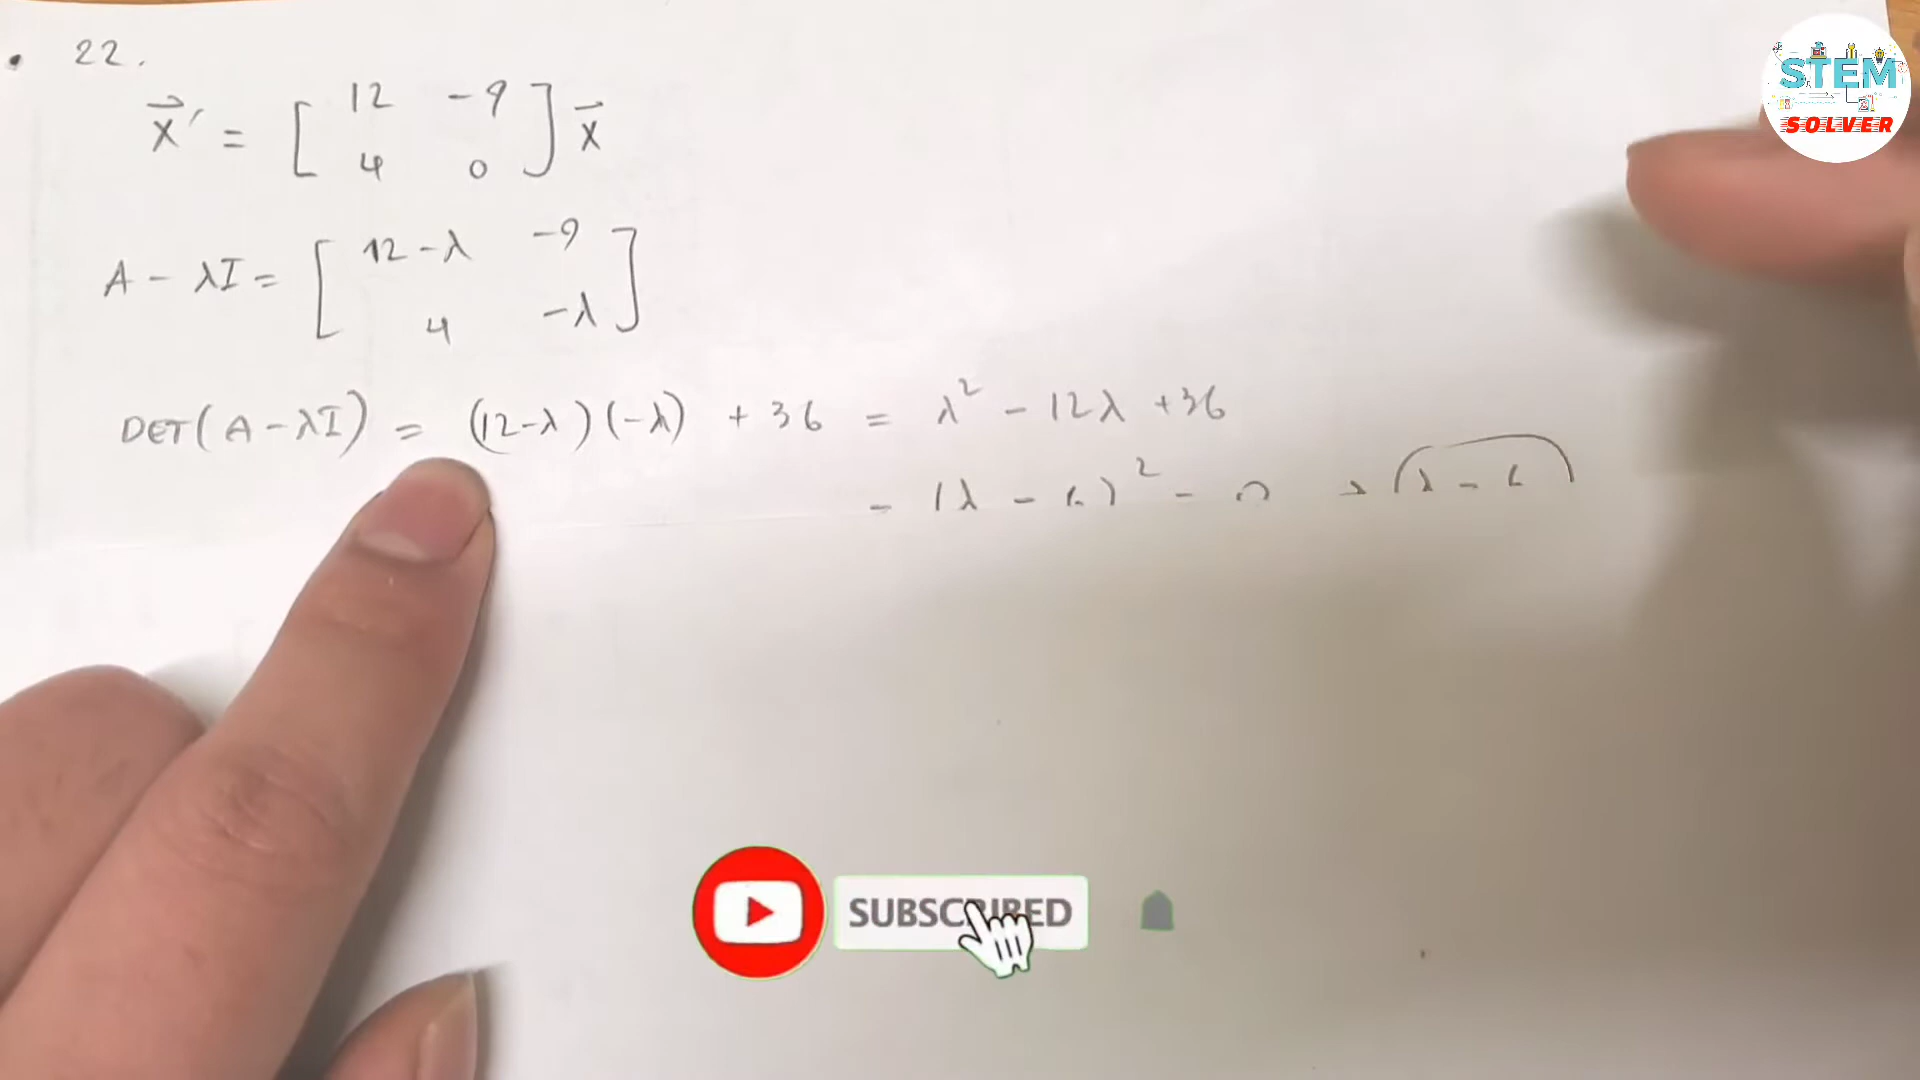 22.
x⃗' = [12 -9
4 0] x⃗
A - λI = [12-λ -9
4 -λ]
DET(A-λI) = (12-λ)(-λ) + 36 = λ² - 12λ + 36
STEM
SOLVER
SUBSCRIBED